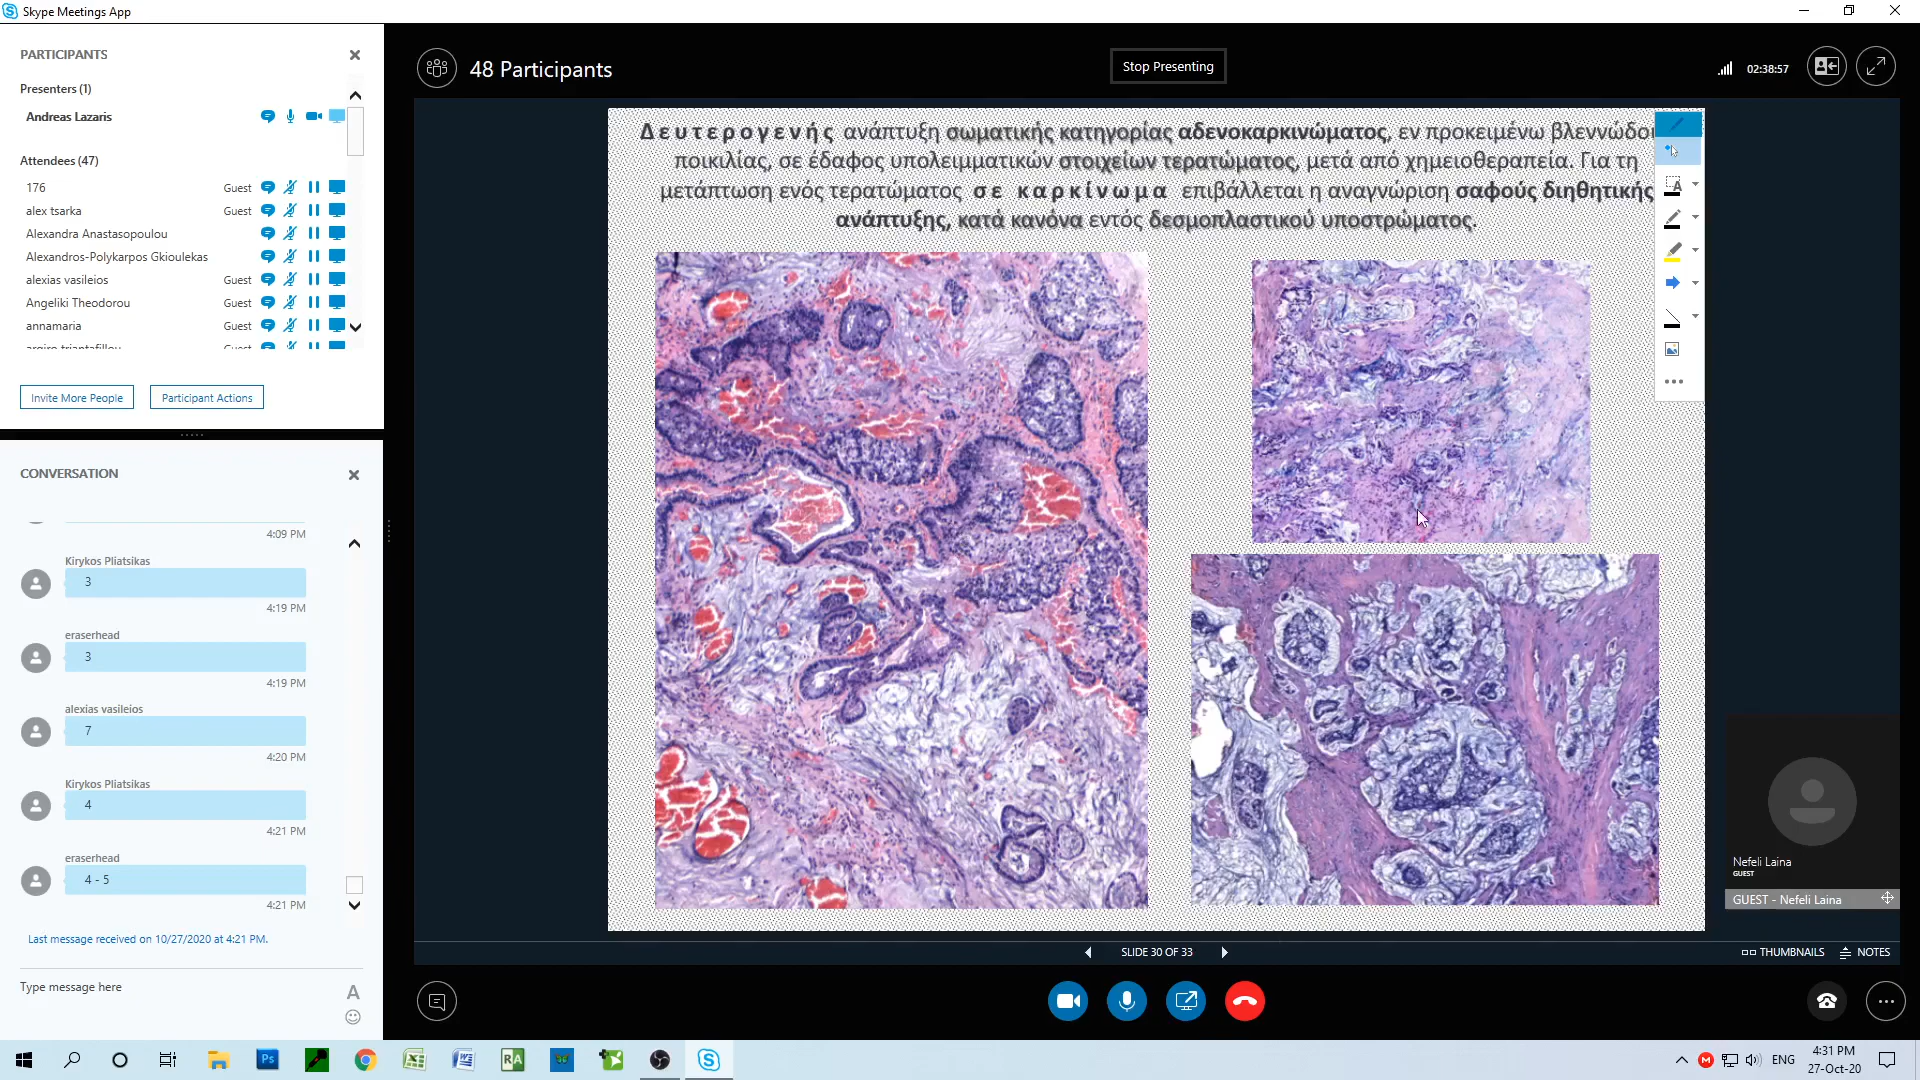 Skype Meetings App
PARTICIPANTS
Presenters (1)
Andreas Lazaris
Attendees (47)
176 Guest
alex tsarka Guest
Alexandra Anastasopoulou
Alexandros-Polykarpos Gkioulekas
alexias vasileios Guest
Angeliki Theodorou Guest
annamaria Guest
argiro triantafillou Guest
Invite More People
Participant Actions
CONVERSATION
4:09 PM
Kirykos Pliatsikas
3
4:19 PM
eraserhead
3
4:19 PM
alexias vasileios
7
4:20 PM
Kirykos Pliatsikas
4
4:21 PM
eraserhead
4 - 5
4:21 PM
Last message received on 10/27/2020 at 4:21 PM.
Type message here
48 Participants
Stop Presenting
02:38:57
Δευτερογενής ανάπτυξη σωματικής κατηγορίας αδενοκαρκινώματος, εν προκειμένω βλεννώδου
ποικιλίας, σε έδαφος υπολειμματικών στοιχείων τερατώματος, μετά από χημειοθεραπεία. Για τη
μετάπτωση ενός τερατώματος σε καρκίνωμα επιβάλλεται η αναγνώριση σαφούς διηθητικής
ανάπτυξης, κατά κανόνα εντός δεσμοπλαστικού υποστρώματος.
Nefeli Laina
GUEST
GUEST - Nefeli Laina
SLIDE 30 OF 33
THUMBNAILS
NOTES
ENG
4:31 PM
27-Oct-20